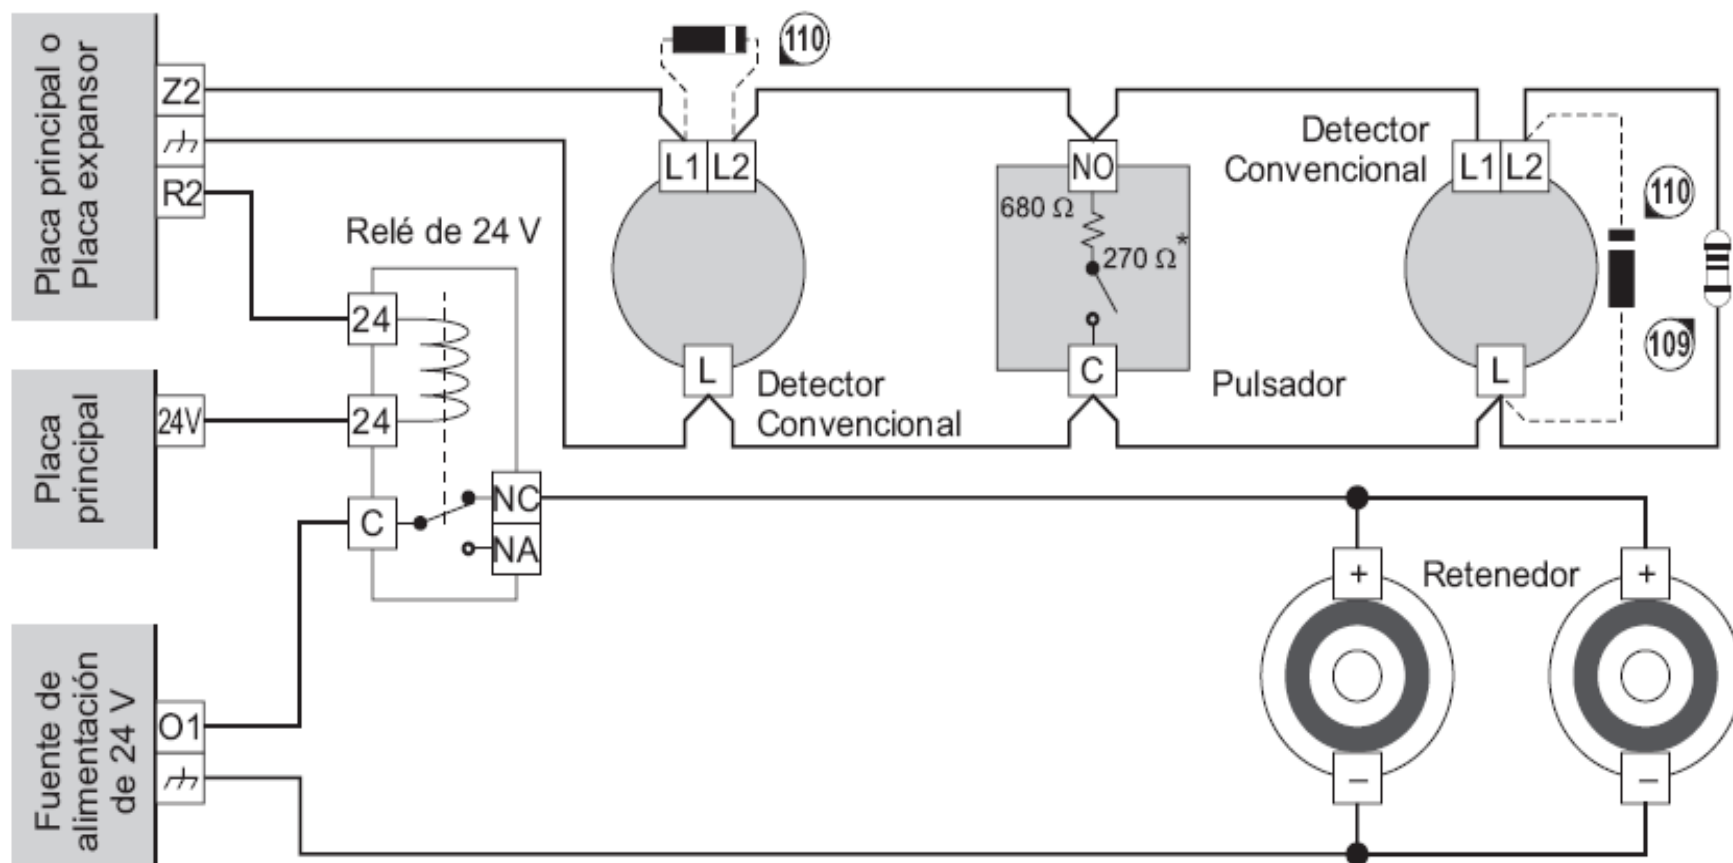 Placa principal o
Placa expansor
Z2
R2
Placa
principal
24V
Fuente de
alimentación
de 24 V
O1
Relé de 24 V
24
24
C
NC
NA
110
L1 L2
L
Detector
Convencional
NO
680 Ω
270 Ω*
C
Pulsador
Detector
Convencional
L1 L2
L
110
109
Retenedor
+
+
–
–